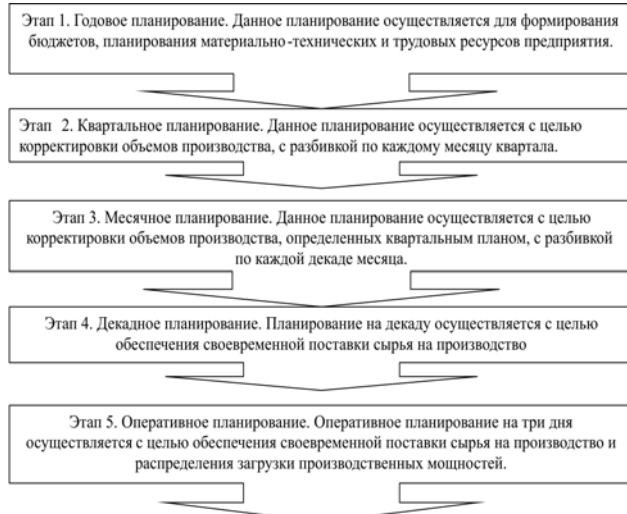 Этап 1. Годовое планирование. Данное планирование осуществляется для формирования
бюджетов, планирования материально-технических и трудовых ресурсов предприятия.
Этап 2. Квартальное планирование. Данное планирование осуществляется с целью
корректировки объемов производства, с разбивкой по каждому месяцу квартала.
Этап 3. Месячное планирование. Данное планирование осуществляется с целью
корректировки объемов производства, определенных квартальным планом, с разбивкой
по каждой декаде месяца.
Этап 4. Декадное планирование. Планирование на декаду осуществляется с целью
обеспечения своевременной поставки сырья на производство
Этап 5. Оперативное планирование. Оперативное планирование на три дня
осуществляется с целью обеспечения своевременной поставки сырья на производство и
распределения загрузки производственных мощностей.